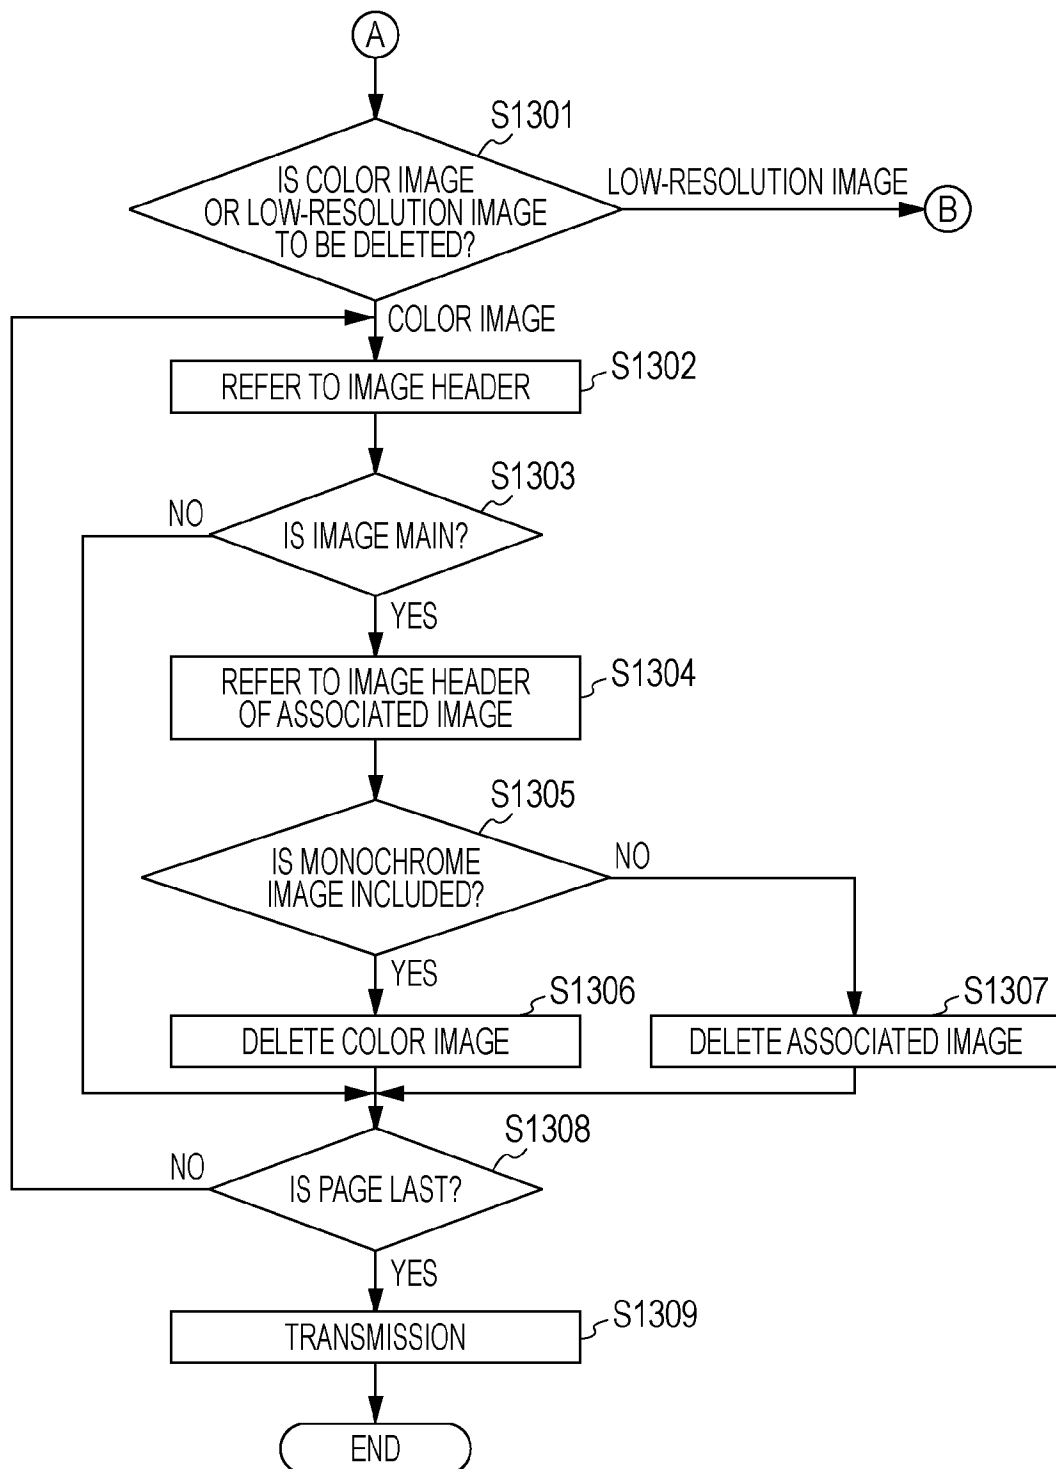 A
S1301
IS COLOR IMAGE
OR LOW-RESOLUTION IMAGE
TO BE DELETED?
LOW-RESOLUTION IMAGE
B
COLOR IMAGE
S1302
REFER TO IMAGE HEADER
S1303
NO
IS IMAGE MAIN?
YES
S1304
REFER TO IMAGE HEADER
OF ASSOCIATED IMAGE
S1305
IS MONOCHROME
IMAGE INCLUDED?
NO
YES
S1306
DELETE COLOR IMAGE
S1307
DELETE ASSOCIATED IMAGE
S1308
NO
IS PAGE LAST?
YES
S1309
TRANSMISSION
END